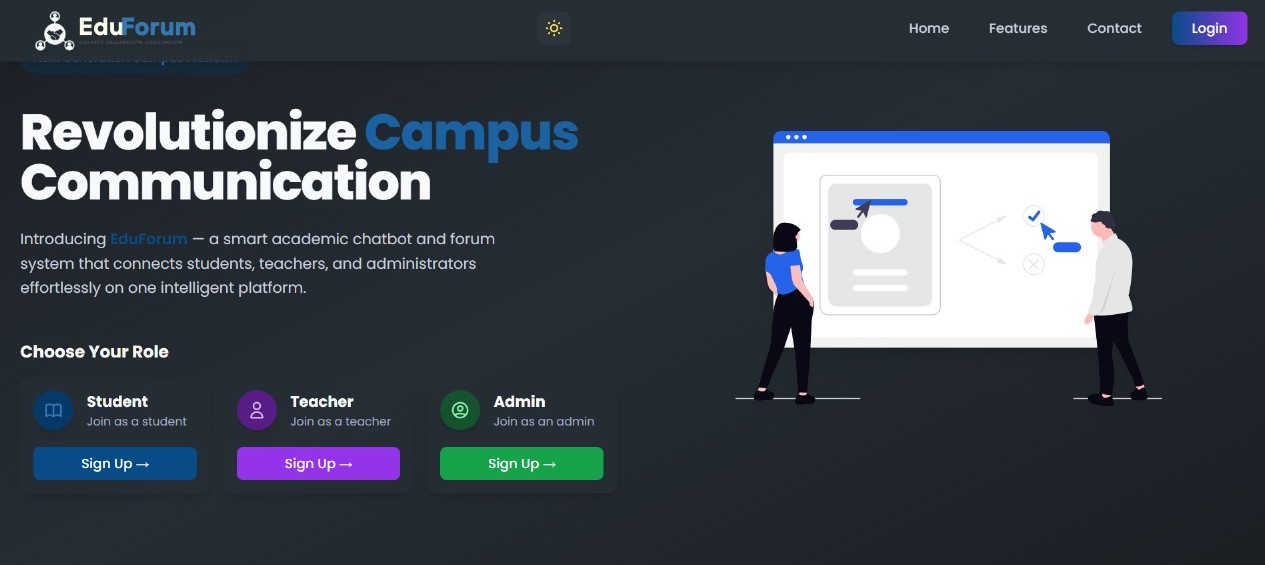 EduForum
Home
Features
Contact
Login
Revolutionize Campus
Communication
Introducing EduForum — a smart academic chatbot and forum
system that connects students, teachers, and administrators
effortlessly on one intelligent platform.
Choose Your Role
Student
Join as a student
Sign Up →
Teacher
Join as a teacher
Sign Up →
Admin
Join as an admin
Sign Up →